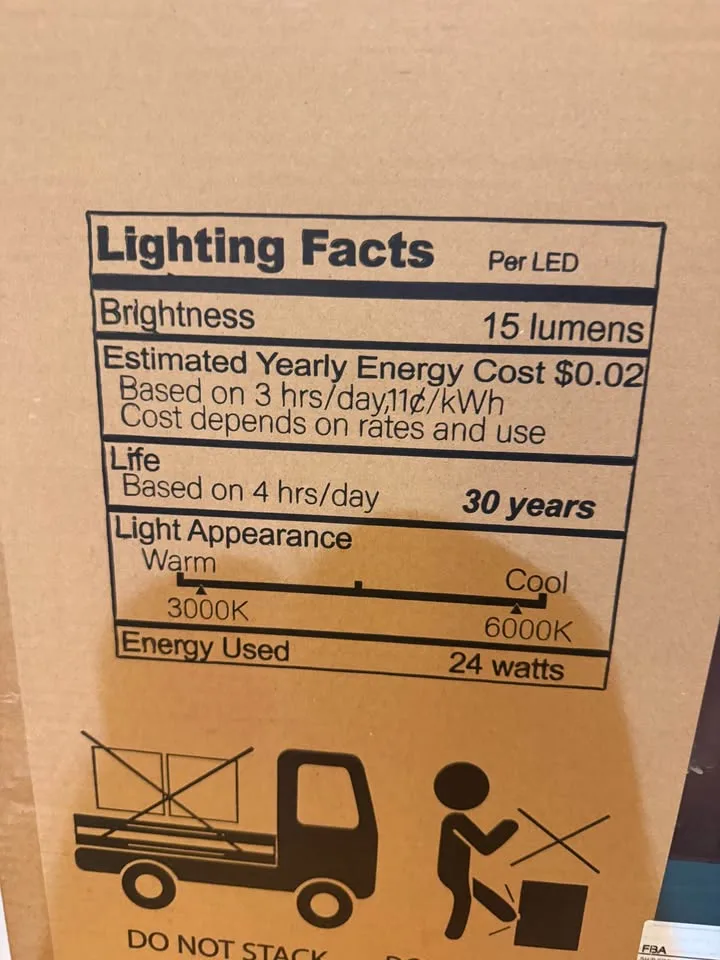 Lighting Facts Per LED
Brightness 15 lumens
Estimated Yearly Energy Cost $0.02
Based on 3 hrs/day,11¢/kWh
Cost depends on rates and use
Life
Based on 4 hrs/day 30 years
Light Appearance
Warm Cool
3000K 6000K
Energy Used 24 watts
DO NOT STACK
FBA